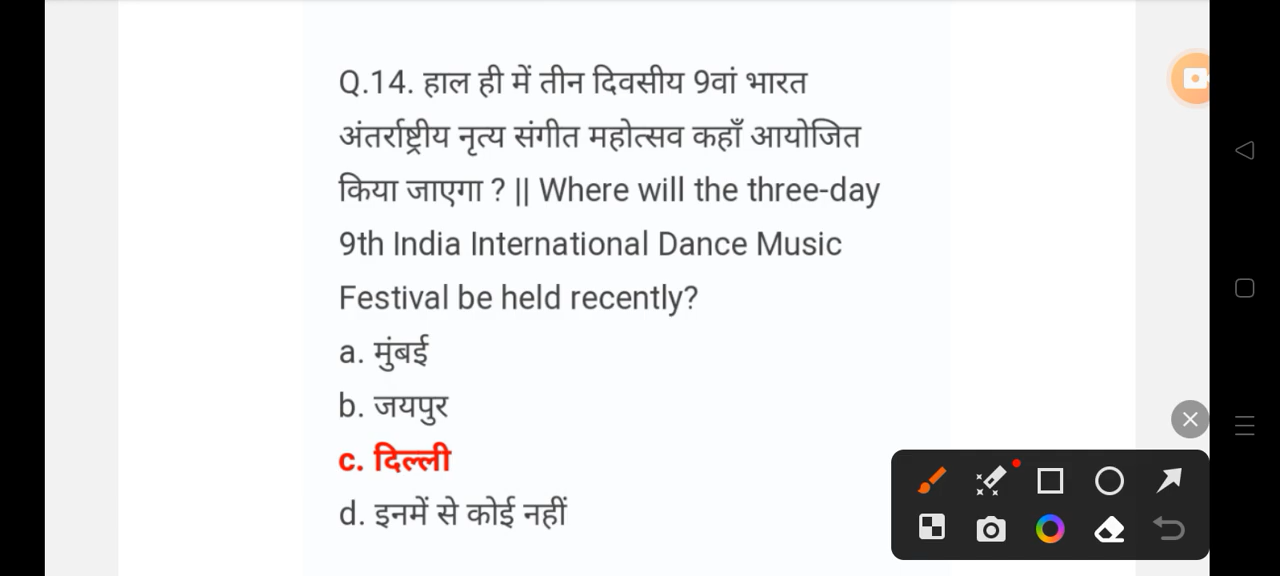 Q.14. हाल ही में तीन दिवसीय 9वां भारत
अंतर्राष्ट्रीय नृत्य संगीत महोत्सव कहाँ आयोजित
किया जाएगा ? || Where will the three-day
9th India International Dance Music
Festival be held recently?
a. मुंबई
b. जयपुर
c. दिल्ली
d. इनमें से कोई नहीं